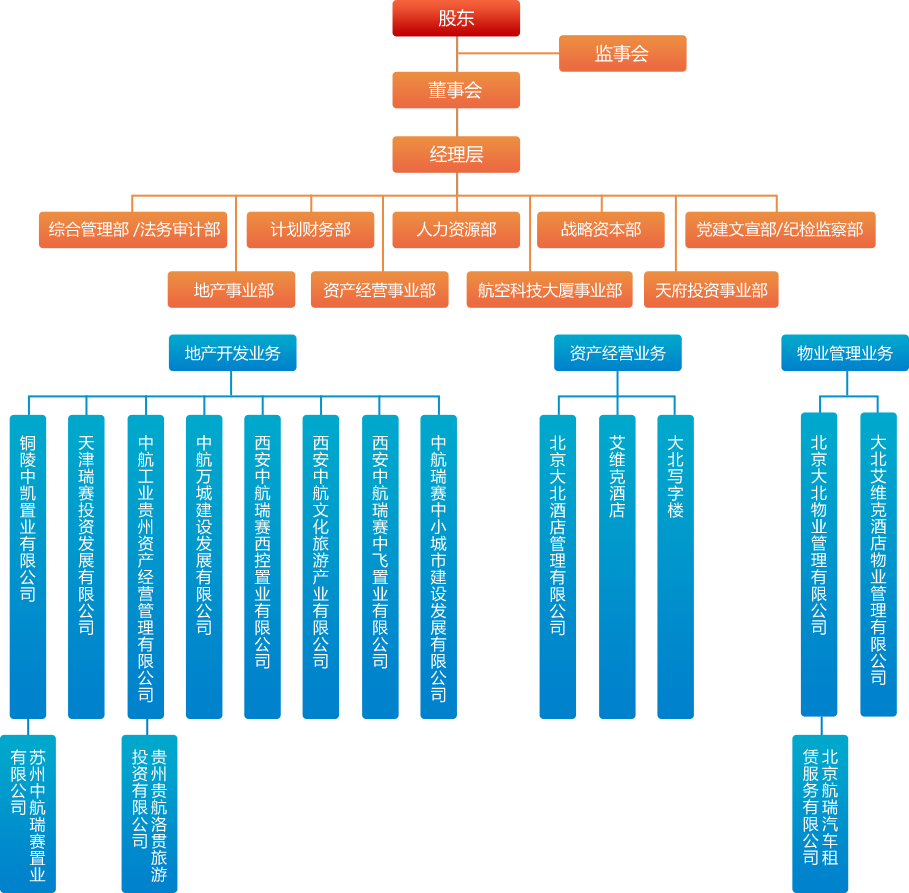 股东
监事会
董事会
经理层
综合管理部 /法务审计部
计划财务部
人力资源部
战略资本部
党建文宣部/纪检监察部
地产事业部
资产经营事业部
航空科技大厦事业部
天府投资事业部
地产开发业务
资产经营业务
物业管理业务
铜陵中凯置业有限公司
天津瑞赛投资发展有限公司
中航工业贵州资产经营管理有限公司
中航万城建设发展有限公司
西安中航瑞赛西控置业有限公司
西安中航文化旅游产业有限公司
西安中航瑞赛中飞置业有限公司
中航瑞赛中小城市建设发展有限公司
北京大北酒店管理有限公司
艾维克酒店
大北写字楼
北京大北物业管理有限公司
大北艾维克酒店物业管理有限公司
苏州中航瑞赛置业
有限公司
贵州贵航洛贯旅游
投资有限公司
北京航瑞汽车租
赁服务有限公司